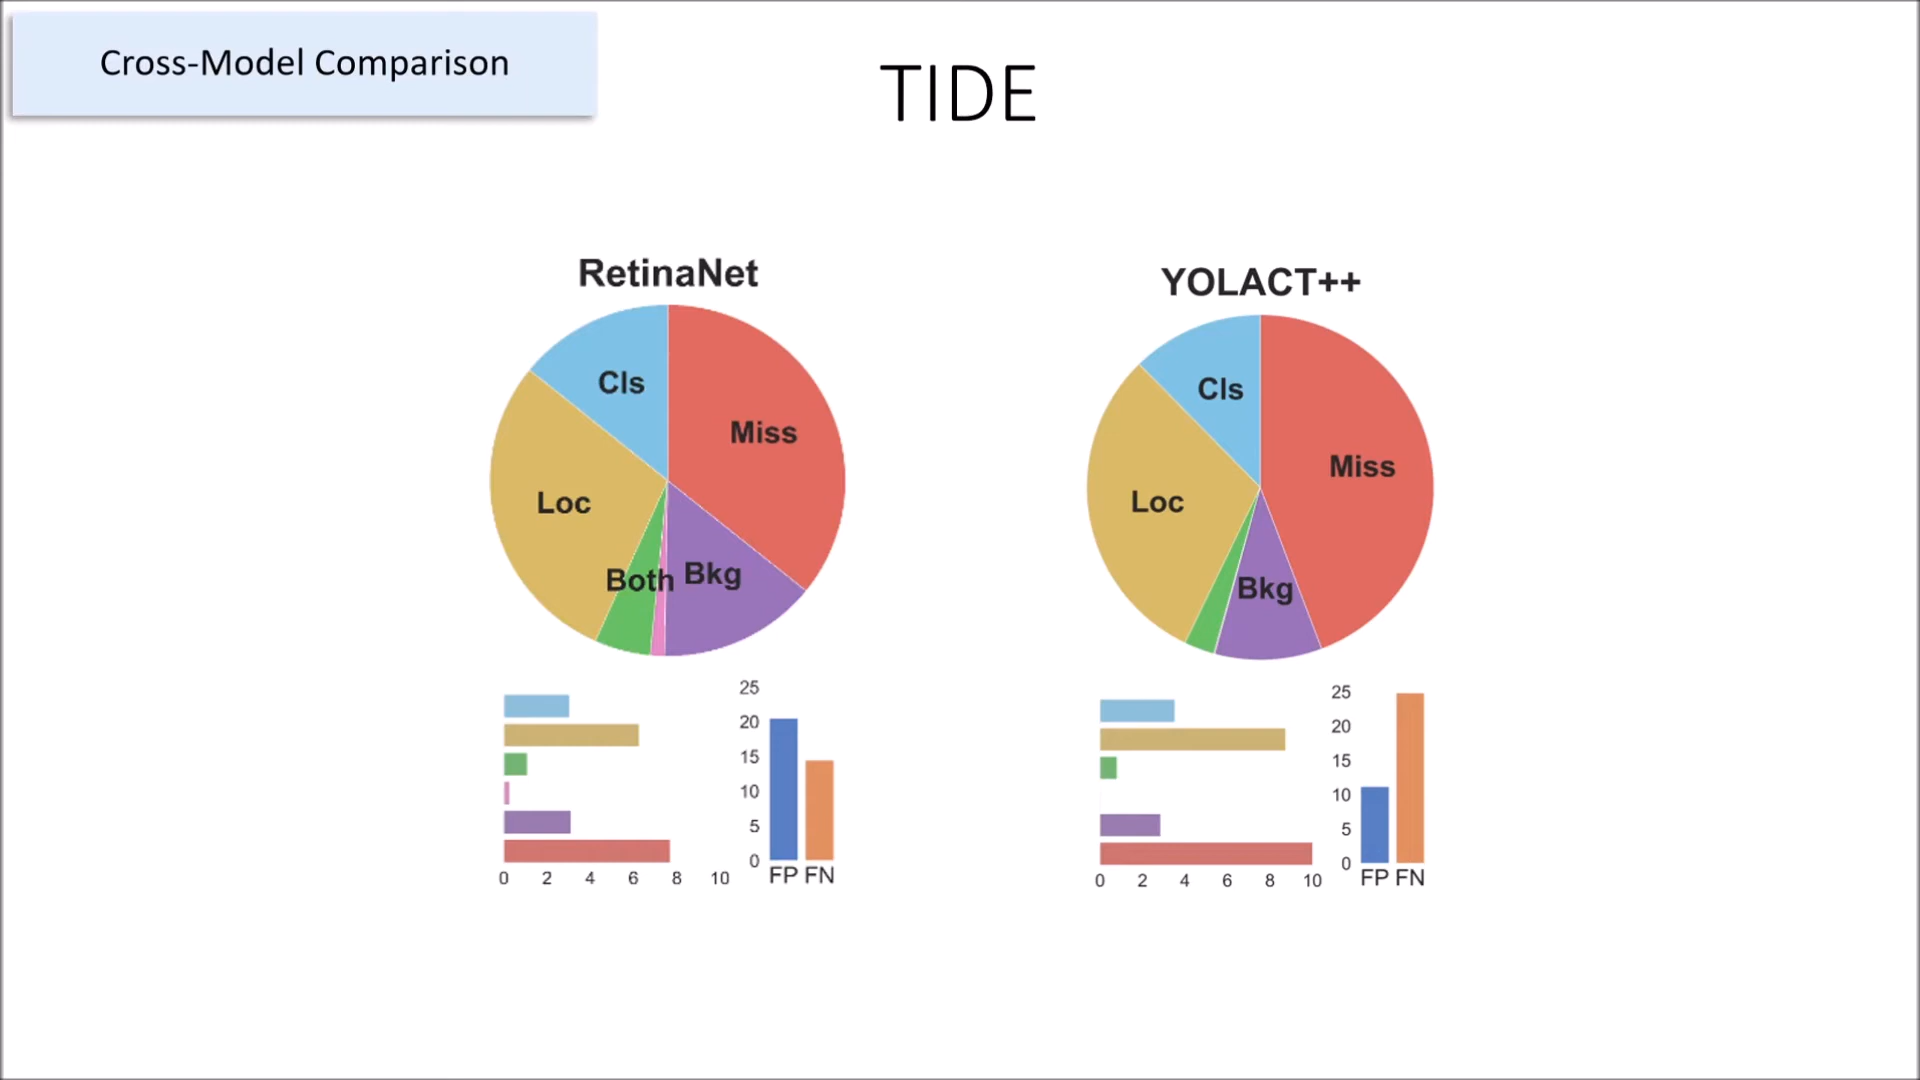 Cross-Model Comparison
TIDE
RetinaNet
Cls
Miss
Loc
Both
Bkg
25
20
15
10
5
0
FP FN
0 2 4 6 8 10
YOLACT++
Cls
Miss
Loc
Bkg
25
20
15
10
5
0
FP FN
0 2 4 6 8 10